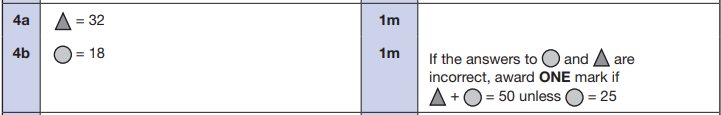 4a = 32 1m
4b = 18 1m
If the answers to and are
incorrect, award ONE mark if
+ = 50 unless = 25